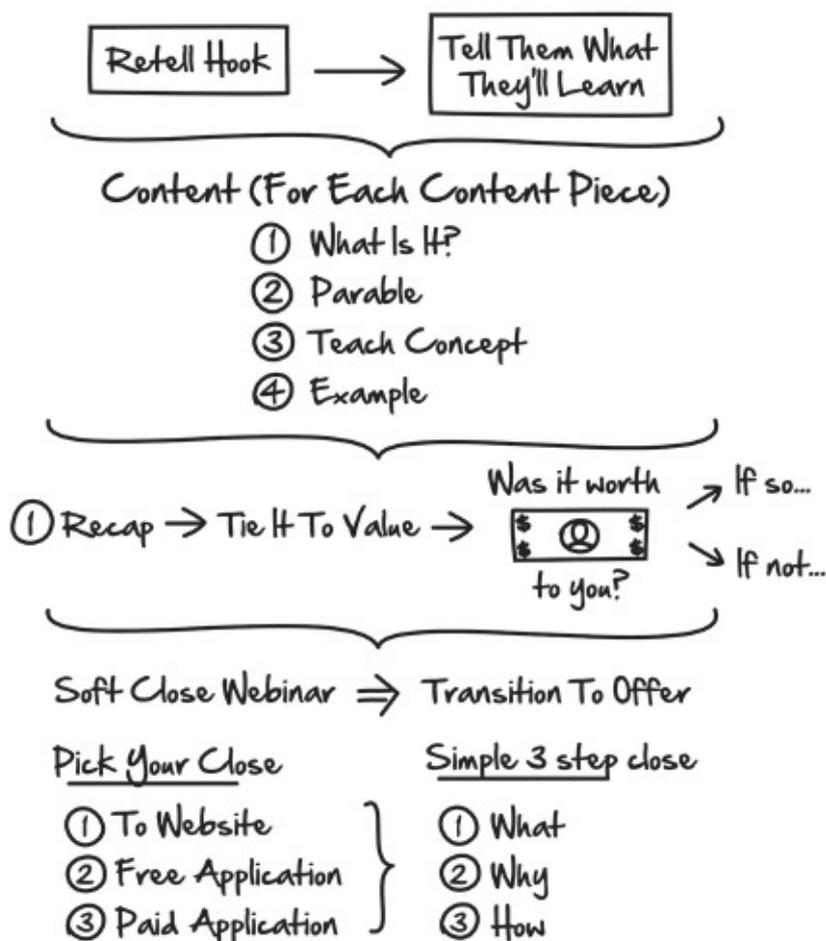 Retell Hook
Tell Them What
They'll Learn
Content (For Each Content Piece)
1 What Is It?
2 Parable
3 Teach Concept
4 Example
1 Recap → Tie It To Value →
Was it worth
$ $
$ $
to you?
If so...
If not...
Soft Close Webinar ⇒ Transition To Offer
Pick Your Close
1 To Website
2 Free Application
3 Paid Application
Simple 3 step close
1 What
2 Why
3 How